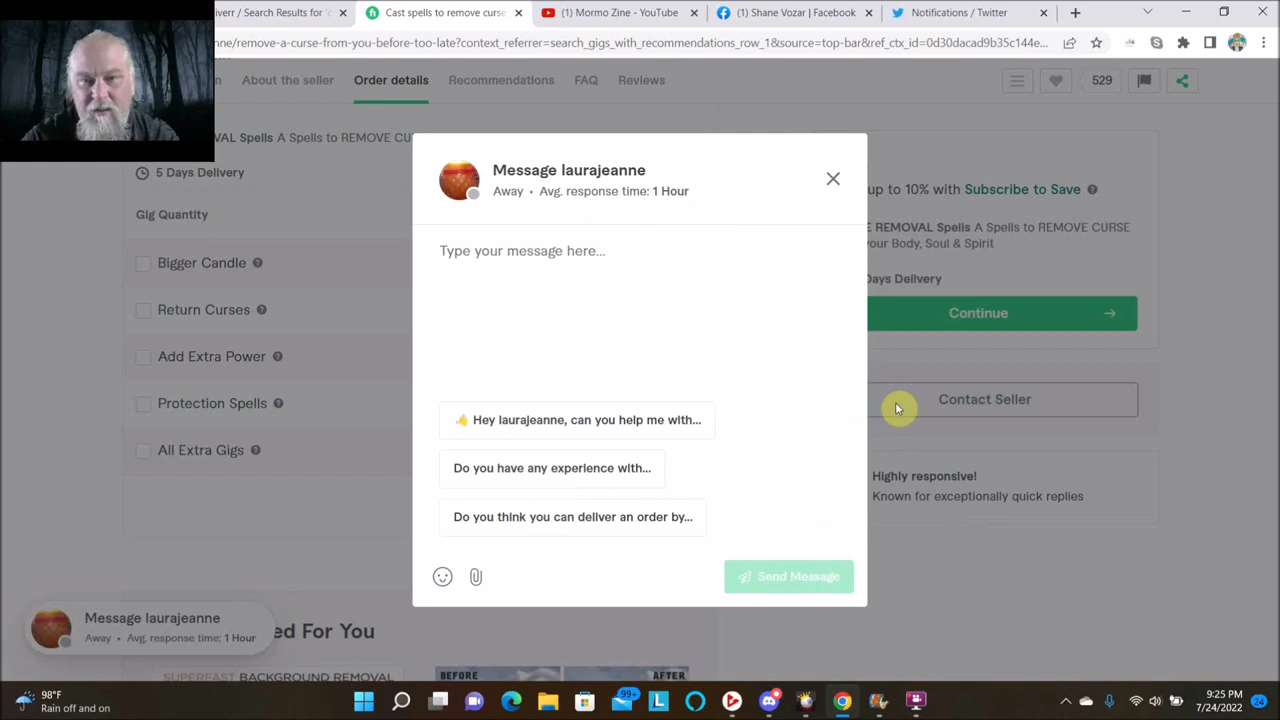 iverr / Search Results for 'c
Cast spells to remove curse
(1) Mormo Zine - YouTube
(1) Shane Vozar | Facebook
Notifications / Twitter
nne/remove-a-curse-from-you-before-too-late?context_referrer=search_gigs_with_recommendations_row_1&source=top-bar&ref_ctx_id=0d30dacad9b35c144e...
n About the seller Order details Recommendations FAQ Reviews 529
VAL Spells A Spells to REMOVE CU
5 Days Delivery
Gig Quantity
Bigger Candle
Return Curses
Add Extra Power
Protection Spells
All Extra Gigs
Message laurajeanne
Away • Avg. response time: 1 Hour
Type your message here...
Hey laurajeanne, can you help me with...
Do you have any experience with...
Do you think you can deliver an order by...
Send Message
up to 10% with Subscribe to Save
E REMOVAL Spells A Spells to REMOVE CURSE
your Body, Soul & Spirit
Days Delivery
Continue
Contact Seller
Highly responsive!
Known for exceptionally quick replies
Message laurajeanne
Away • Avg. response time: 1 Hour
ed For You
SUPERFAST BACKGROUND REMOVAL
BEFORE
AFTER
98°F
Rain off and on
99+
9:25 PM
7/24/2022
24